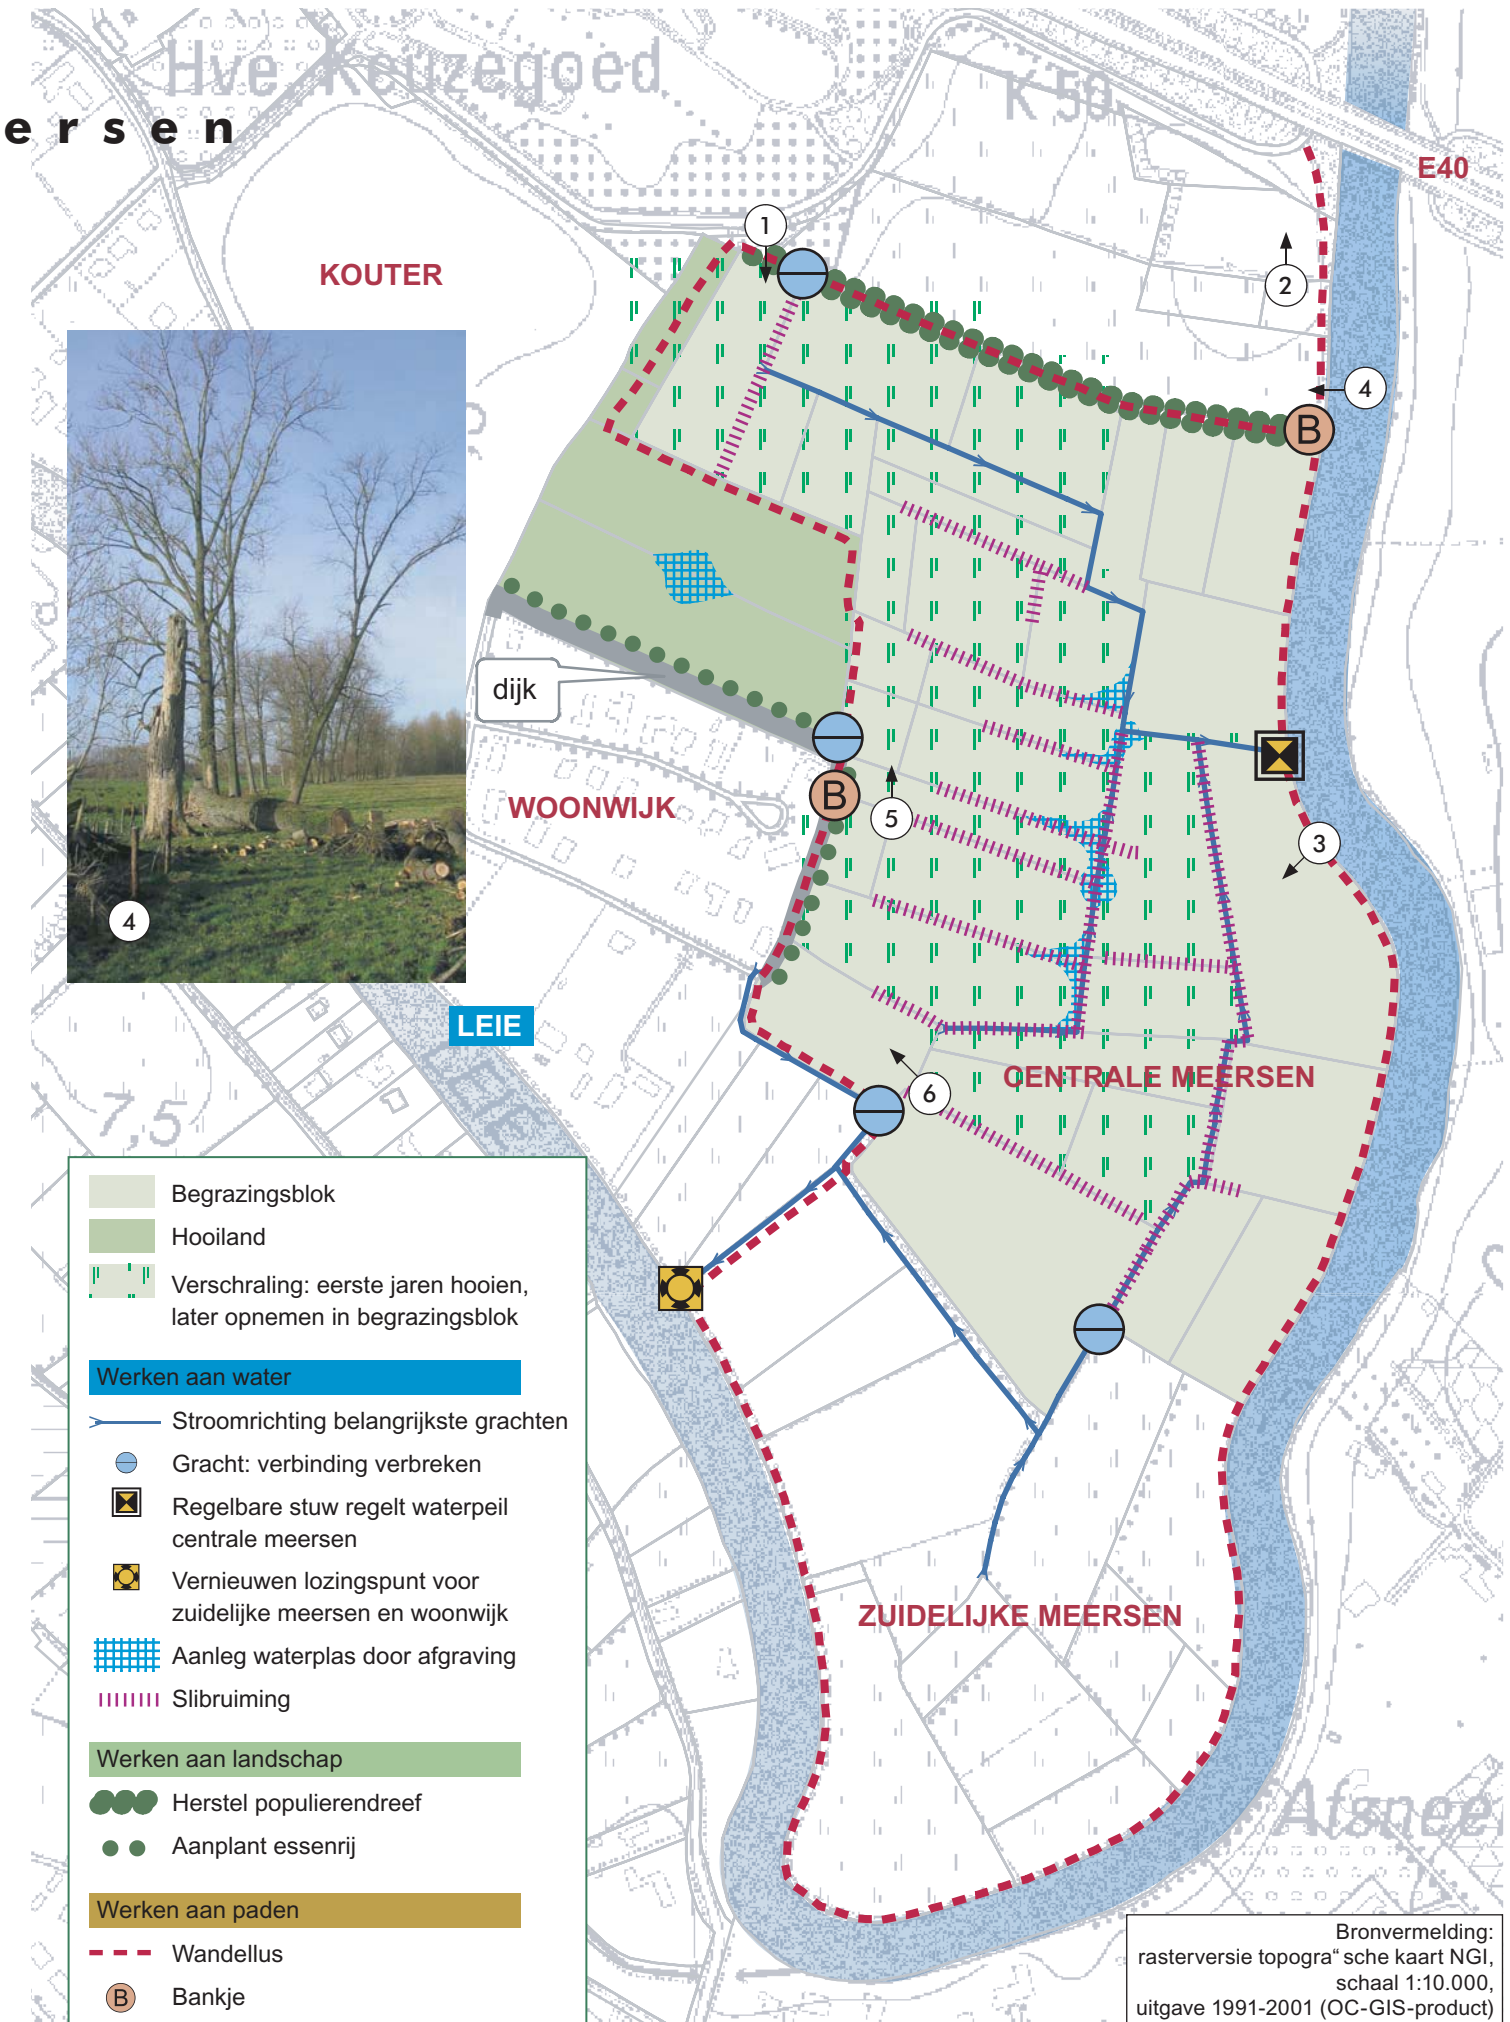 Hve Keuzegoed
K 50
ersen
E40
KOUTER
1
2
4
B
dijk
WOONWIJK
B
5
3
4
LEIE
6
CENTRALE MEERSEN
7,5
Begrazingsblok
Hooiland
Verschraling: eerste jaren hooien,
later opnemen in begrazingsblok
Werken aan water
Stroomrichting belangrijkste grachten
Gracht: verbinding verbreken
Regelbare stuw regelt waterpeil
centrale meersen
Vernieuwen lozingspunt voor
zuidelijke meersen en woonwijk
Aanleg waterplas door afgraving
Slibruiming
Werken aan landschap
Herstel populierendreef
Aanplant essenrij
Werken aan paden
Wandellus
B Bankje
ZUIDELIJKE MEERSEN
Afsnee
Bronvermelding:
rasterversie topogra“ sche kaart NGI,
schaal 1:10.000,
uitgave 1991-2001 (OC-GIS-product)